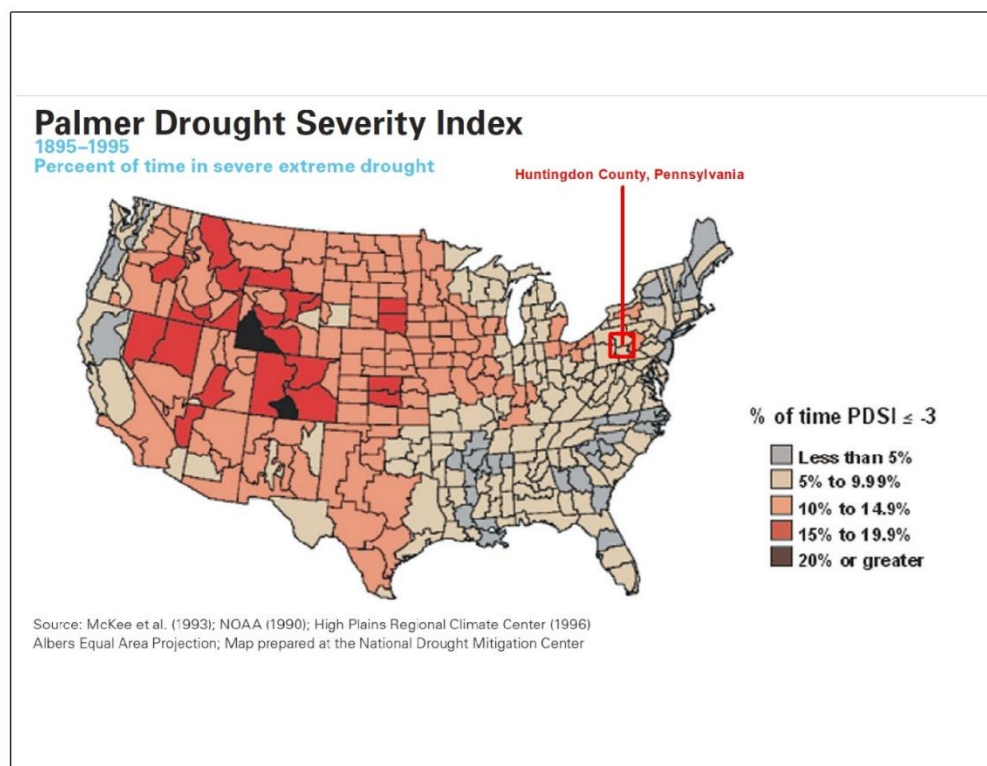 Palmer Drought Severity Index
1895–1995
Perceent of time in severe extreme drought
Huntingdon County, Pennsylvania
% of time PDSI ≤ -3
Less than 5%
5% to 9.99%
10% to 14.9%
15% to 19.9%
20% or greater
Source: McKee et al. (1993); NOAA (1990); High Plains Regional Climate Center (1996)
Albers Equal Area Projection; Map prepared at the National Drought Mitigation Center